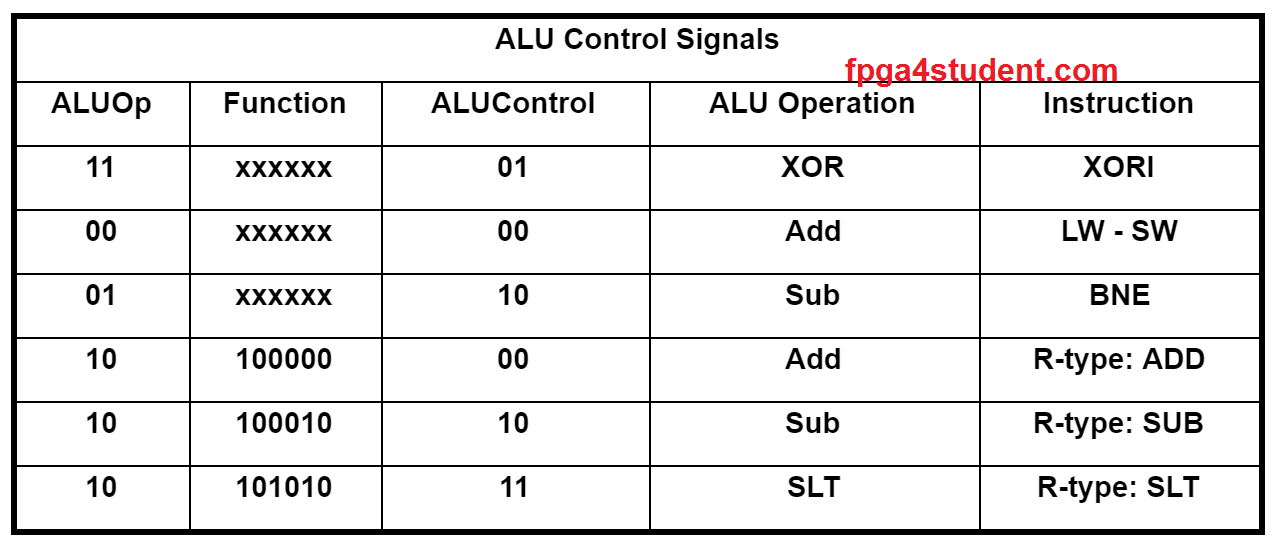 ALU Control Signals
fpga4student.com
ALUOp Function ALUControl ALU Operation Instruction
11 xxxxxx 01 XOR XORI
00 xxxxxx 00 Add LW - SW
01 xxxxxx 10 Sub BNE
10 100000 00 Add R-type: ADD
10 100010 10 Sub R-type: SUB
10 101010 11 SLT R-type: SLT